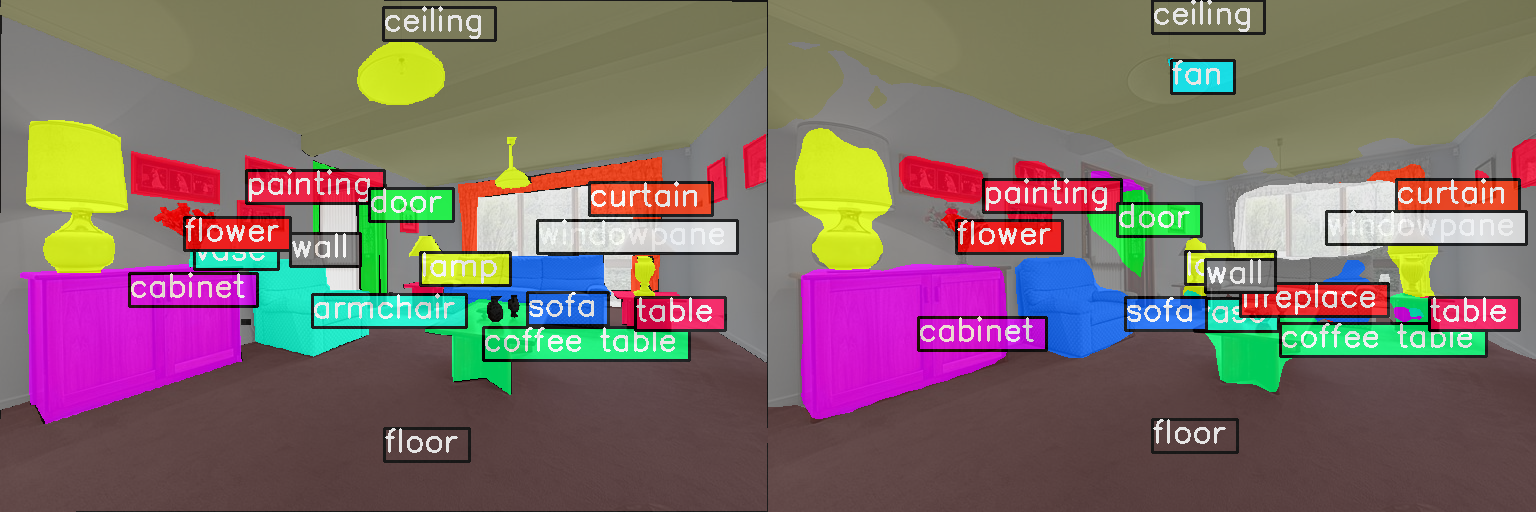 ceiling
painting
door
curtain
flower
windowpane
vase
wall
lamp
cabinet
armchair
sofa
table
coffee table
floor
ceiling
fan
painting
curtain
door
flower
windowpane
wall
fireplace
sofa
vase
table
cabinet
coffee table
floor